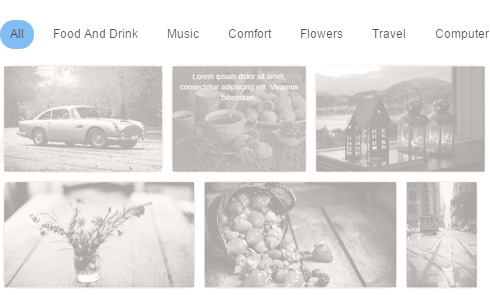 All Food And Drink Music Comfort Flowers Travel Computer
Lorem ipsum dolor sit amet,
consectetur adipiscing elit. Vivamus
bibendum.